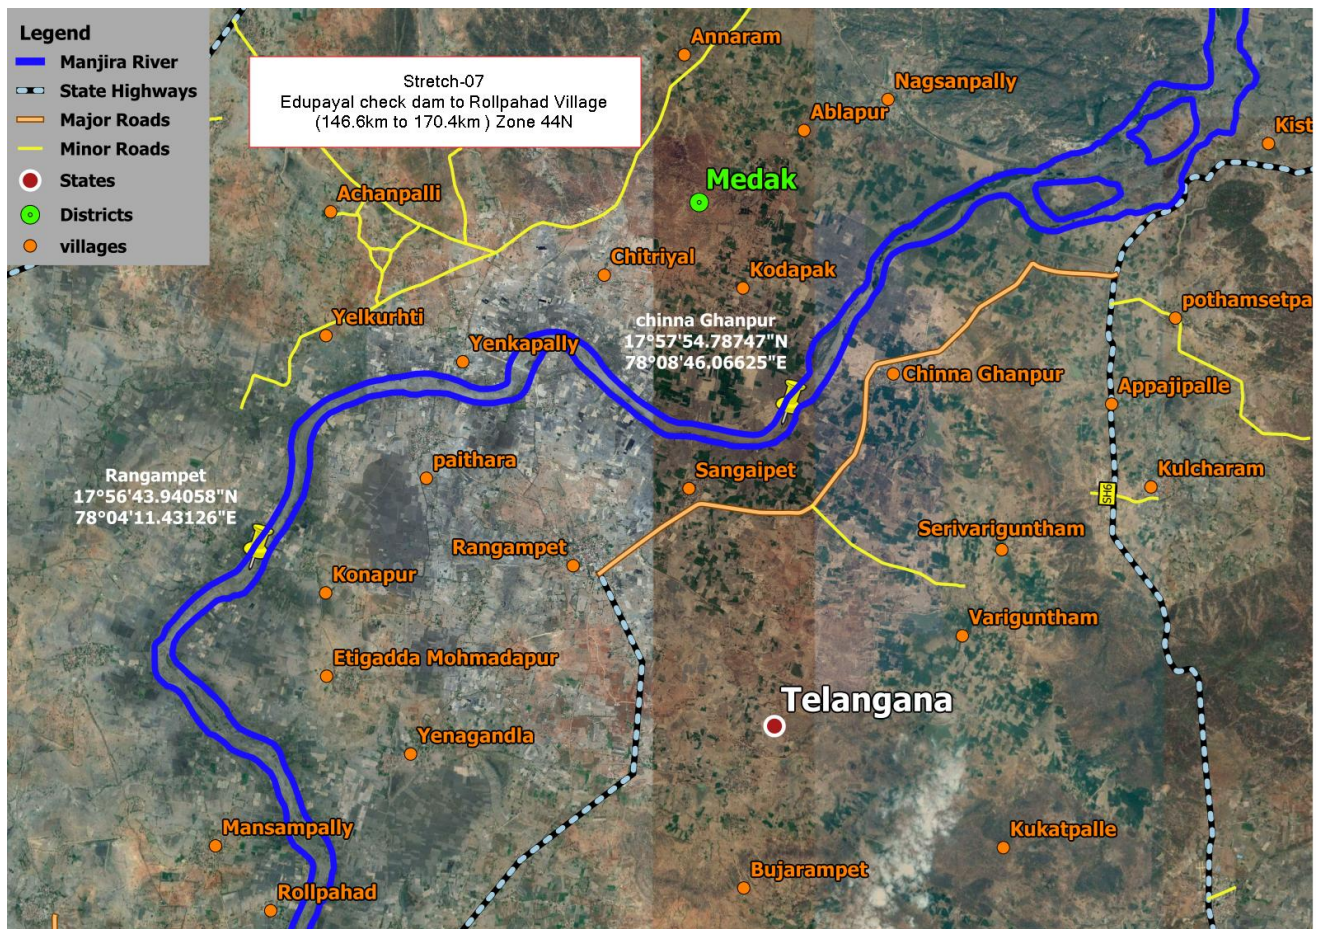 Legend
Manjira River
State Highways
Major Roads
Minor Roads
States
Districts
villages
Stretch-07
Edupayal check dam to Rollpahad Village
(146.6km to 170.4km ) Zone 44N
Annaram
Nagsanpally
Ablapur
Kist
Medak
Achanpalli
Chitriyal
Kodapak
pothamsetpa
Yelkurhti
chinna Ghanpur
17°57'54.78747"N
78°08'46.06625"E
Yenkapally
Chinna Ghanpur
Appajipalle
paithara
Sangaipet
Kulcharam
SH6
Rangampet
17°56'43.94058"N
78°04'11.43126"E
Serivariguntham
Rangampet
Konapur
Variguntham
Etigadda Mohmadapur
Telangana
Yenagandla
Mansampally
Kukatpalle
Bujarampet
Rollpahad